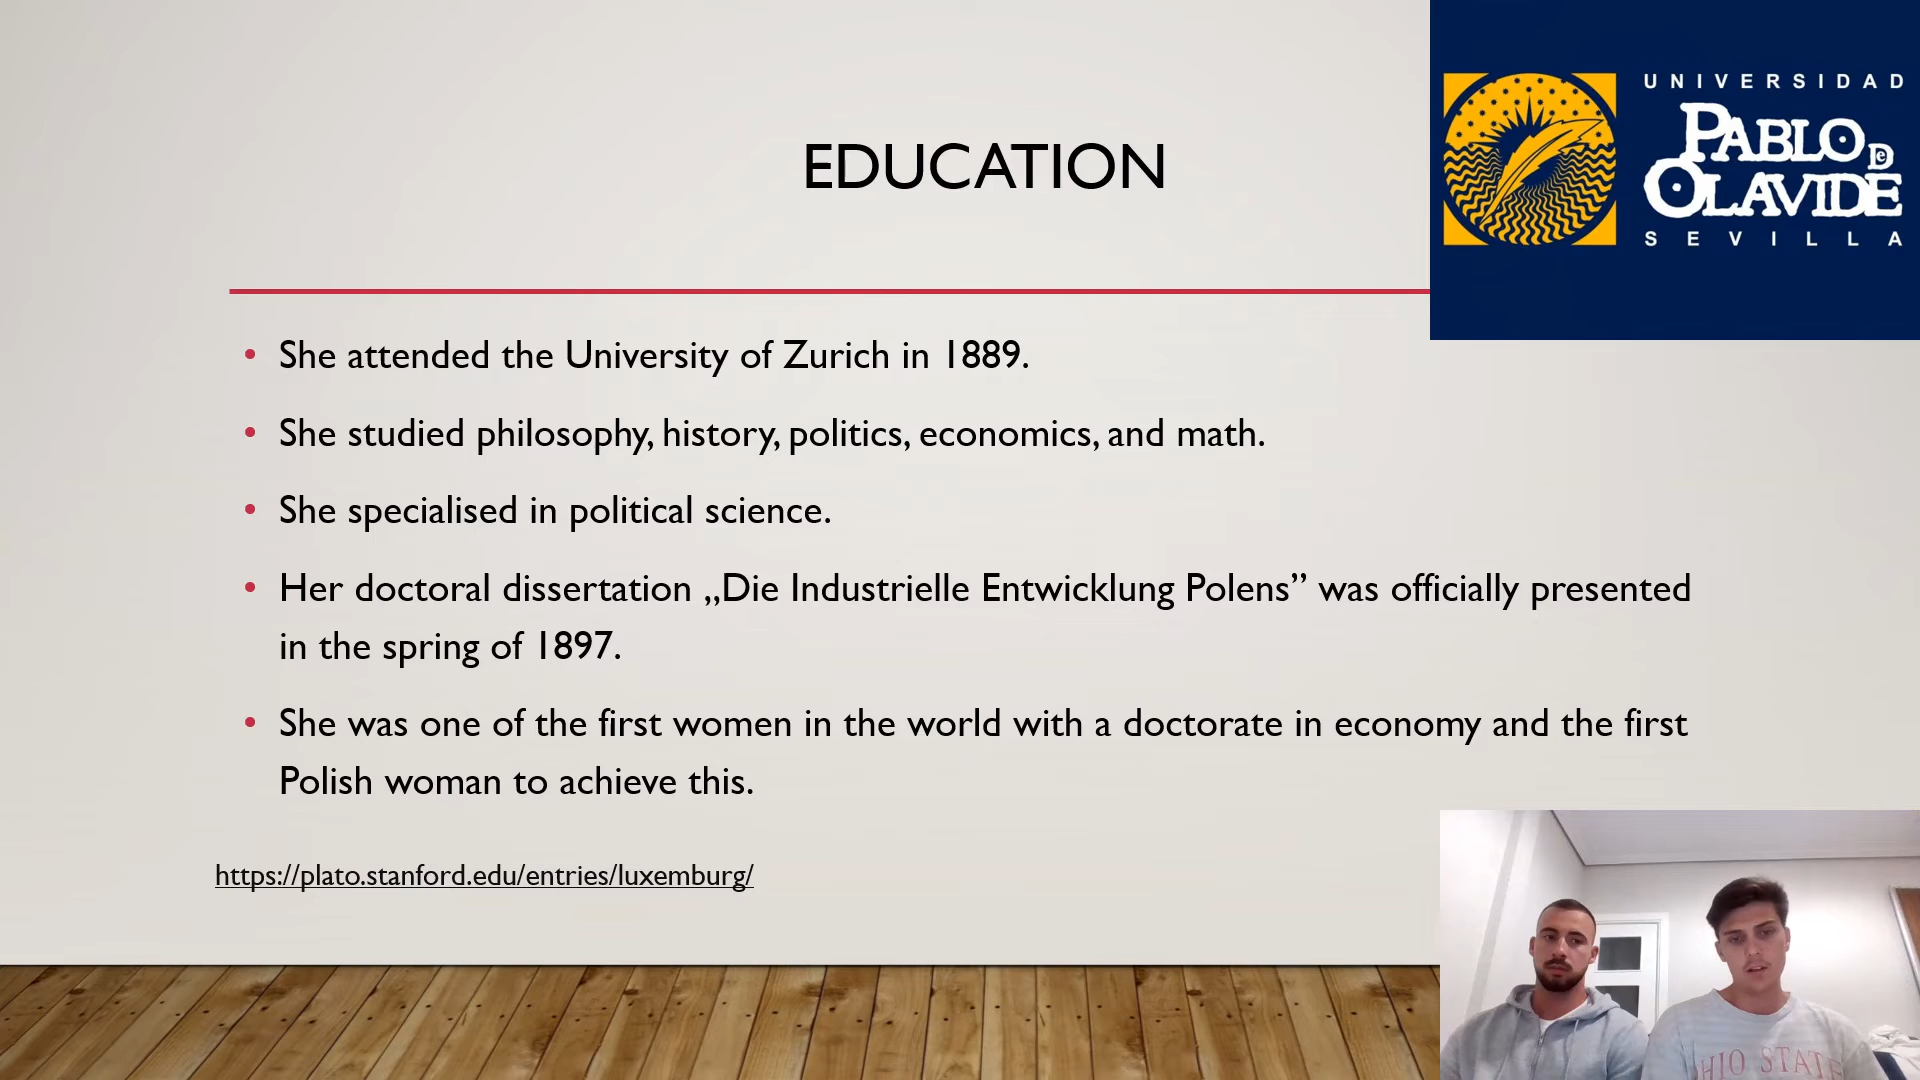 EDUCATION
UNIVERSIDAD
PABLO DE
OLAVIDE
SEVILLA
• She attended the University of Zurich in 1889.
• She studied philosophy, history, politics, economics, and math.
• She specialised in political science.
• Her doctoral dissertation „Die Industrielle Entwicklung Polens” was officially presented
in the spring of 1897.
• She was one of the first women in the world with a doctorate in economy and the first
Polish woman to achieve this.
https://plato.stanford.edu/entries/luxemburg/
HIO STATE